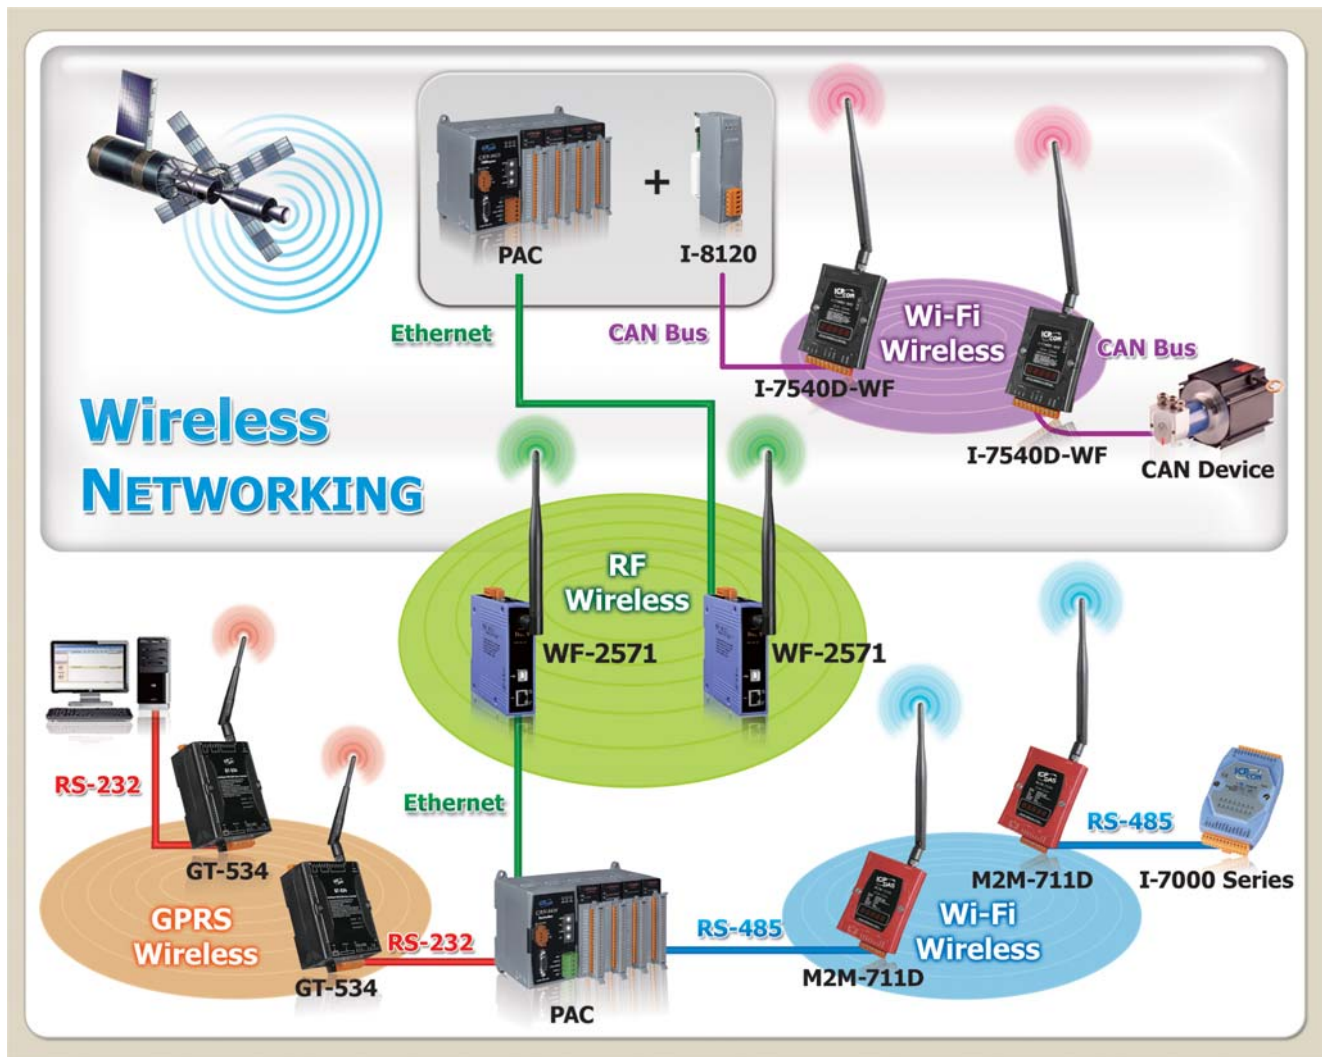 PAC
+
I-8120
Ethernet
CAN Bus
Wi-Fi
Wireless
CAN Bus
I-7540D-WF
I-7540D-WF
CAN Device
Wireless
NETWORKING
RF
Wireless
WF-2571
WF-2571
RS-232
Ethernet
GT-534
RS-485
M2M-711D
I-7000 Series
GPRS
Wireless
RS-232
RS-485
Wi-Fi
Wireless
GT-534
M2M-711D
PAC